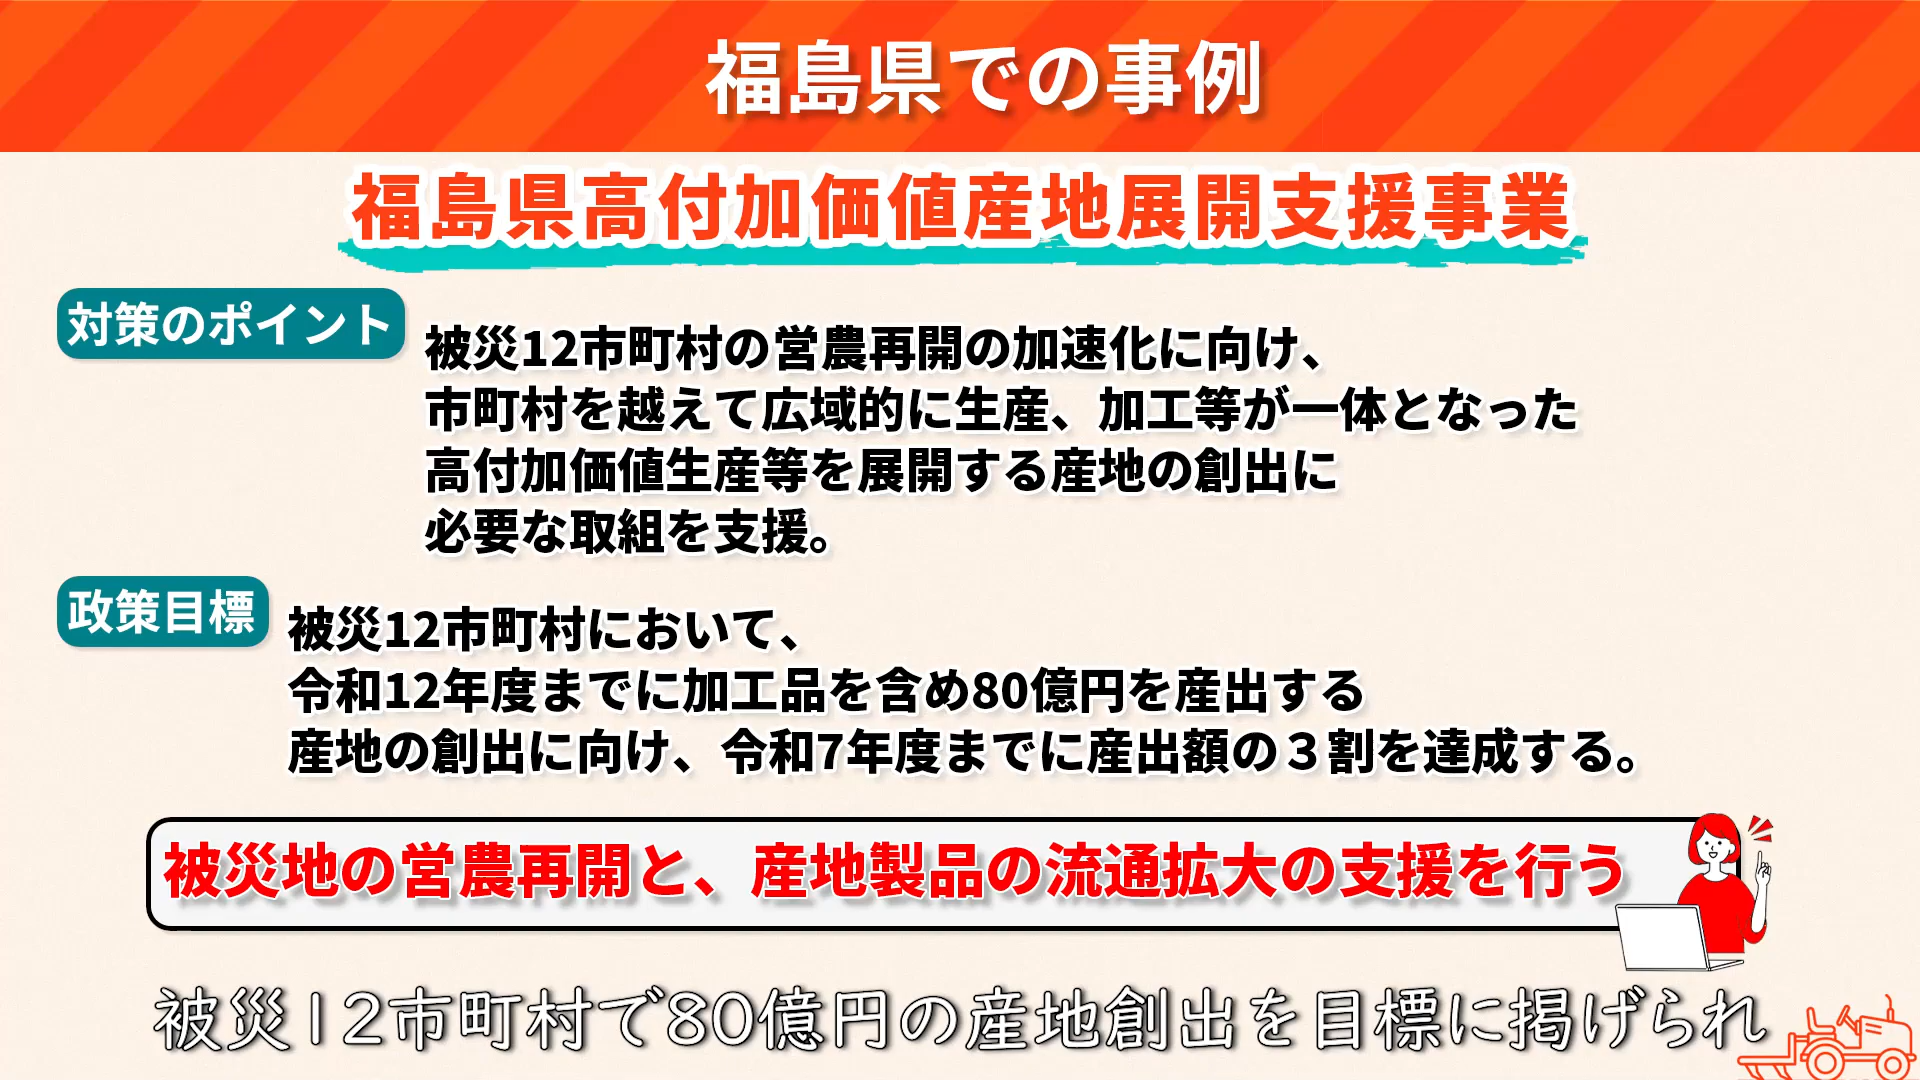 福島県での事例
福島県高付加価値産地展開支援事業
対策のポイント
被災12市町村の営農再開の加速化に向け、
市町村を越えて広域的に生産、加工等が一体となった
高付加価値生産等を展開する産地の創出に
必要な取組を支援。
政策目標
被災12市町村において、
令和12年度までに加工品を含め80億円を産出する
産地の創出に向け、令和7年度までに産出額の３割を達成する。
被災地の営農再開と、産地製品の流通拡大の支援を行う
被災12市町村で80億円の産地創出を目標に掲げられ